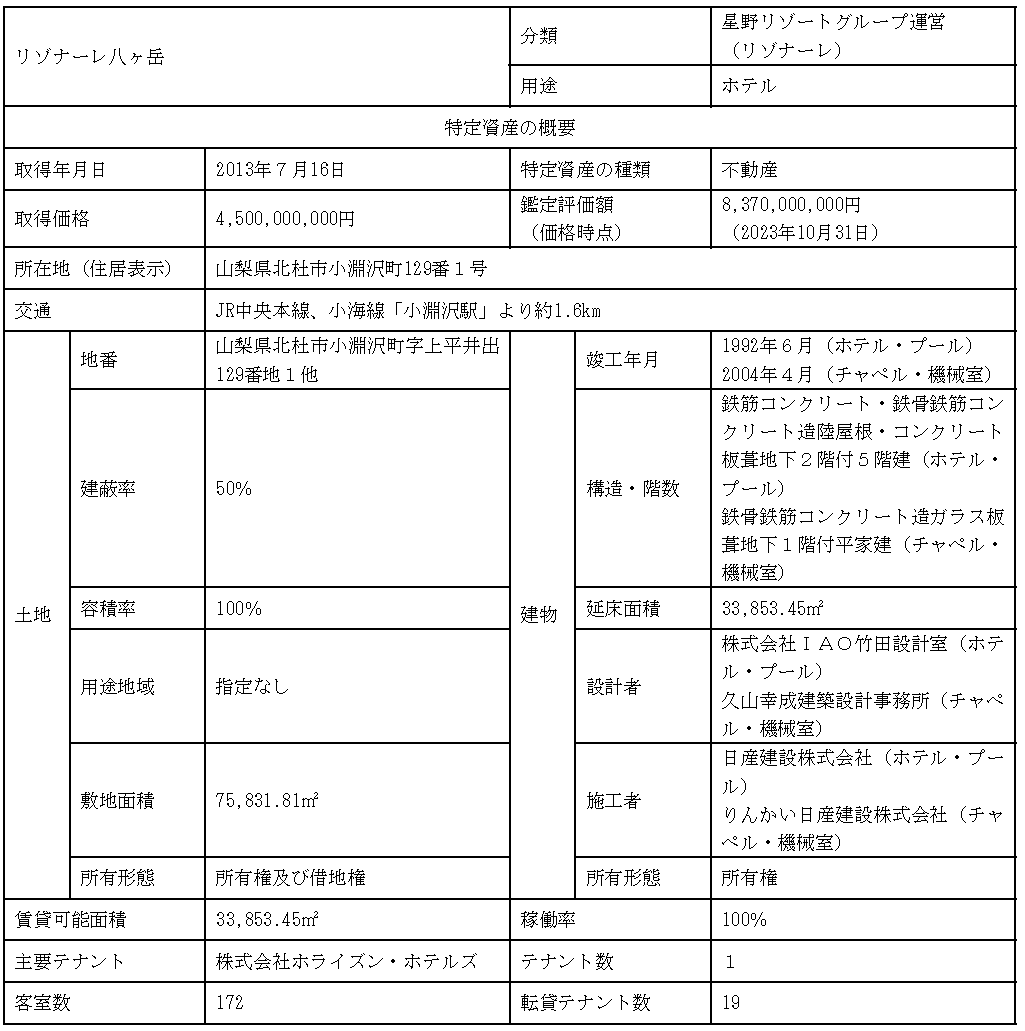 リゾナーレ八ヶ岳
分類
星野リゾートグループ運営
（リゾナーレ）
用途
ホテル
特定資産の概要
取得年月日
2013年７月16日
特定資産の種類
不動産
取得価格
4,500,000,000円
鑑定評価額
（価格時点）
8,370,000,000円
（2023年10月31日）
所在地（住居表示）
山梨県北杜市小淵沢町129番１号
交通
JR中央本線、小海線「小淵沢駅」より約1.6km
土地
地番
山梨県北杜市小淵沢町字上平井出
129番地１他
建物
竣工年月
1992年６月（ホテル・プール）
2004年４月（チャペル・機械室）
建蔽率
50%
構造・階数
鉄筋コンクリート・鉄骨鉄筋コン
クリート造陸屋根・コンクリート
板葺地下２階付５階建（ホテル・
プール）
鉄骨鉄筋コンクリート造ガラス板
葺地下１階付平家建（チャペル・
機械室）
容積率
100%
延床面積
33,853.45㎡
用途地域
指定なし
設計者
株式会社ＩＡＯ竹田設計室（ホテ
ル・プール）
久山幸成建築設計事務所（チャペ
ル・機械室）
敷地面積
75,831.81㎡
施工者
日産建設株式会社（ホテル・プー
ル）
りんかい日産建設株式会社（チャ
ペル・機械室）
所有形態
所有権及び借地権
所有形態
所有権
賃貸可能面積
33,853.45㎡
稼働率
100%
主要テナント
株式会社ホライズン・ホテルズ
テナント数
１
客室数
172
転貸テナント数
19